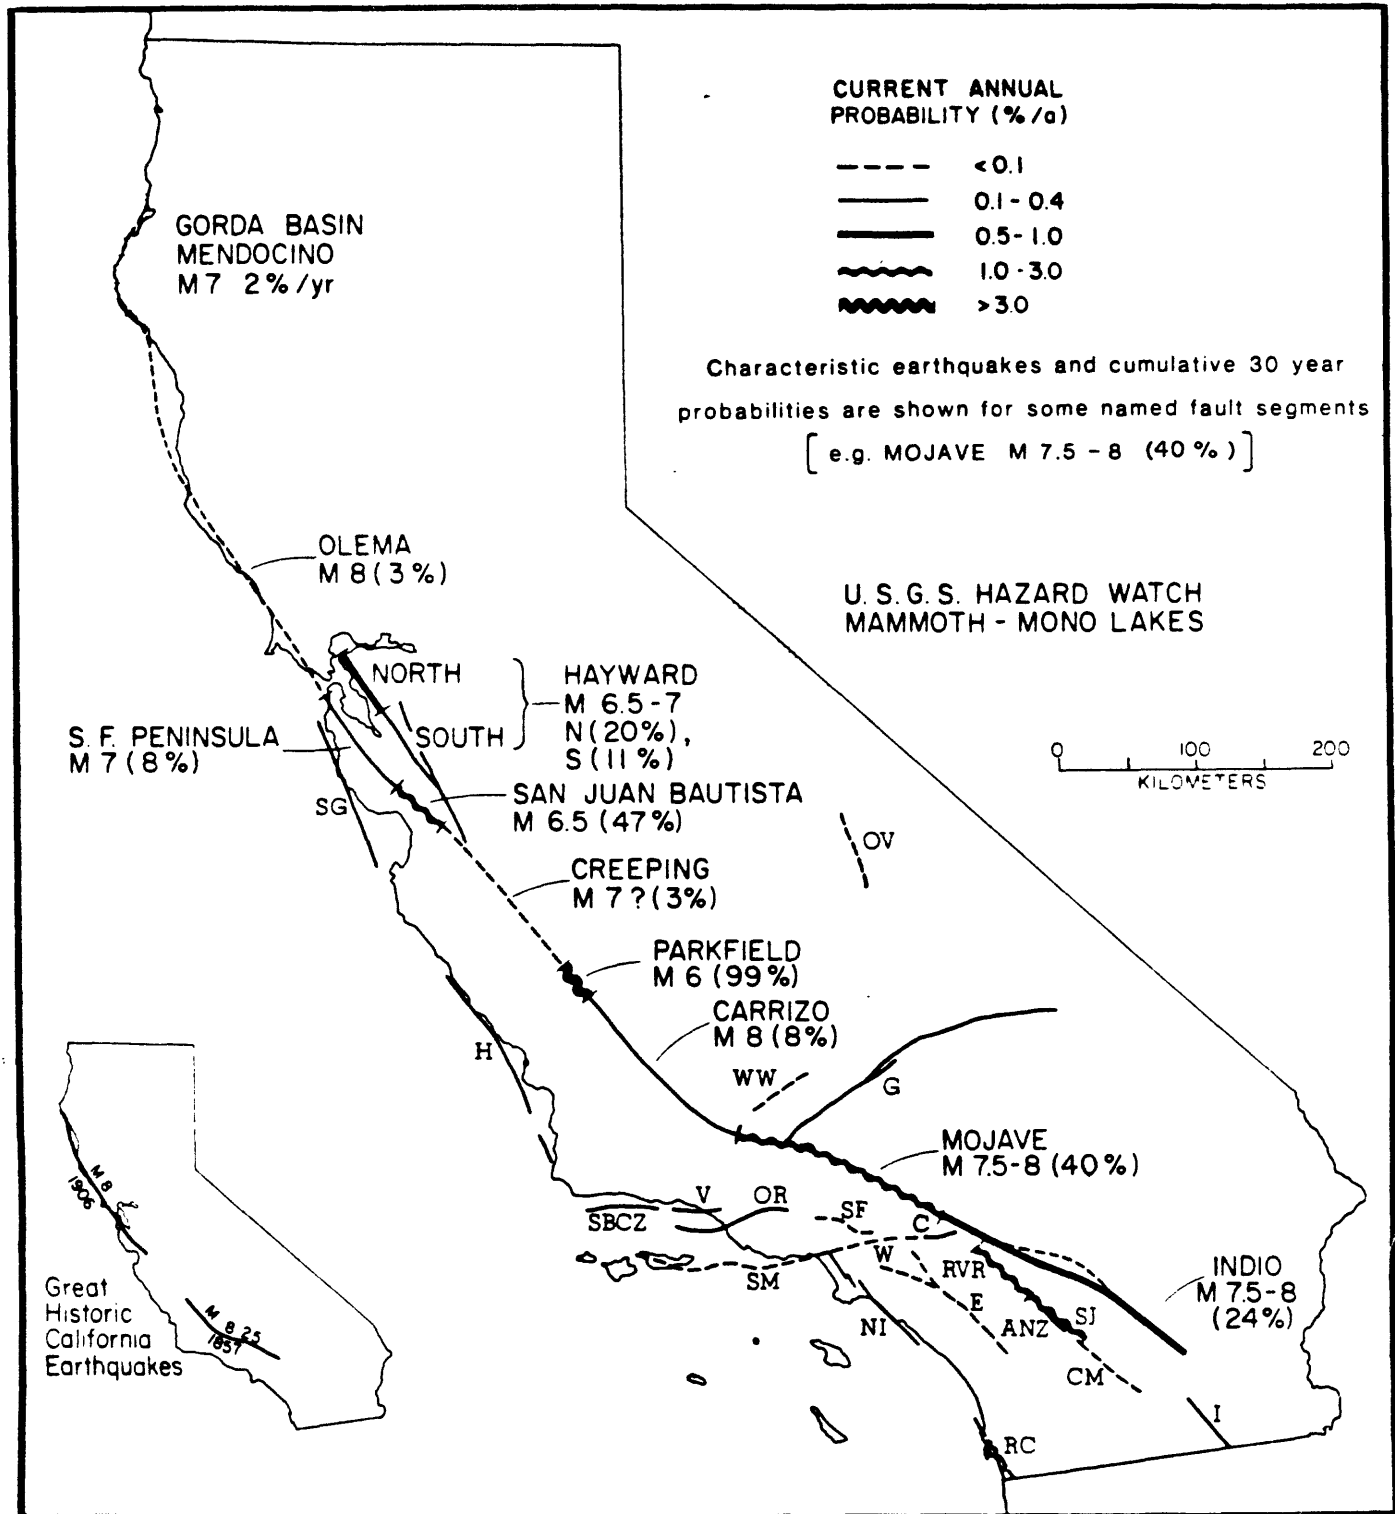 CURRENT ANNUAL
PROBABILITY (%/a)
<0.1
0.1-0.4
0.5-1.0
1.0-3.0
>3.0
Characteristic earthquakes and cumulative 30 year
probabilities are shown for some named fault segments
[e.g. MOJAVE M 7.5-8 (40%)]
GORDA BASIN
MENDOCINO
M7 2%/yr
OLEMA
M 8(3%)
U.S.G.S. HAZARD WATCH
MAMMOTH - MONO LAKES
NORTH
SOUTH
HAYWARD
M 6.5-7
N(20%),
S(11%)
S.F. PENINSULA
M 7(8%)
0 100 200
KILOMETERS
SG
SAN JUAN BAUTISTA
M 6.5 (47%)
OV
CREEPING
M 7?(3%)
PARKFIELD
M 6 (99%)
CARRIZO
M 8 (8%)
H
WW
G
MOJAVE
M 7.5-8 (40%)
V
OR
SBCZ
SF
C
SM
W
RVR
E
NI
ANZ
SJ
CM
INDIO
M 7.5-8
(24%)
I
RC
M 8
1906
M 8.25
1857
Great
Historic
California
Earthquakes